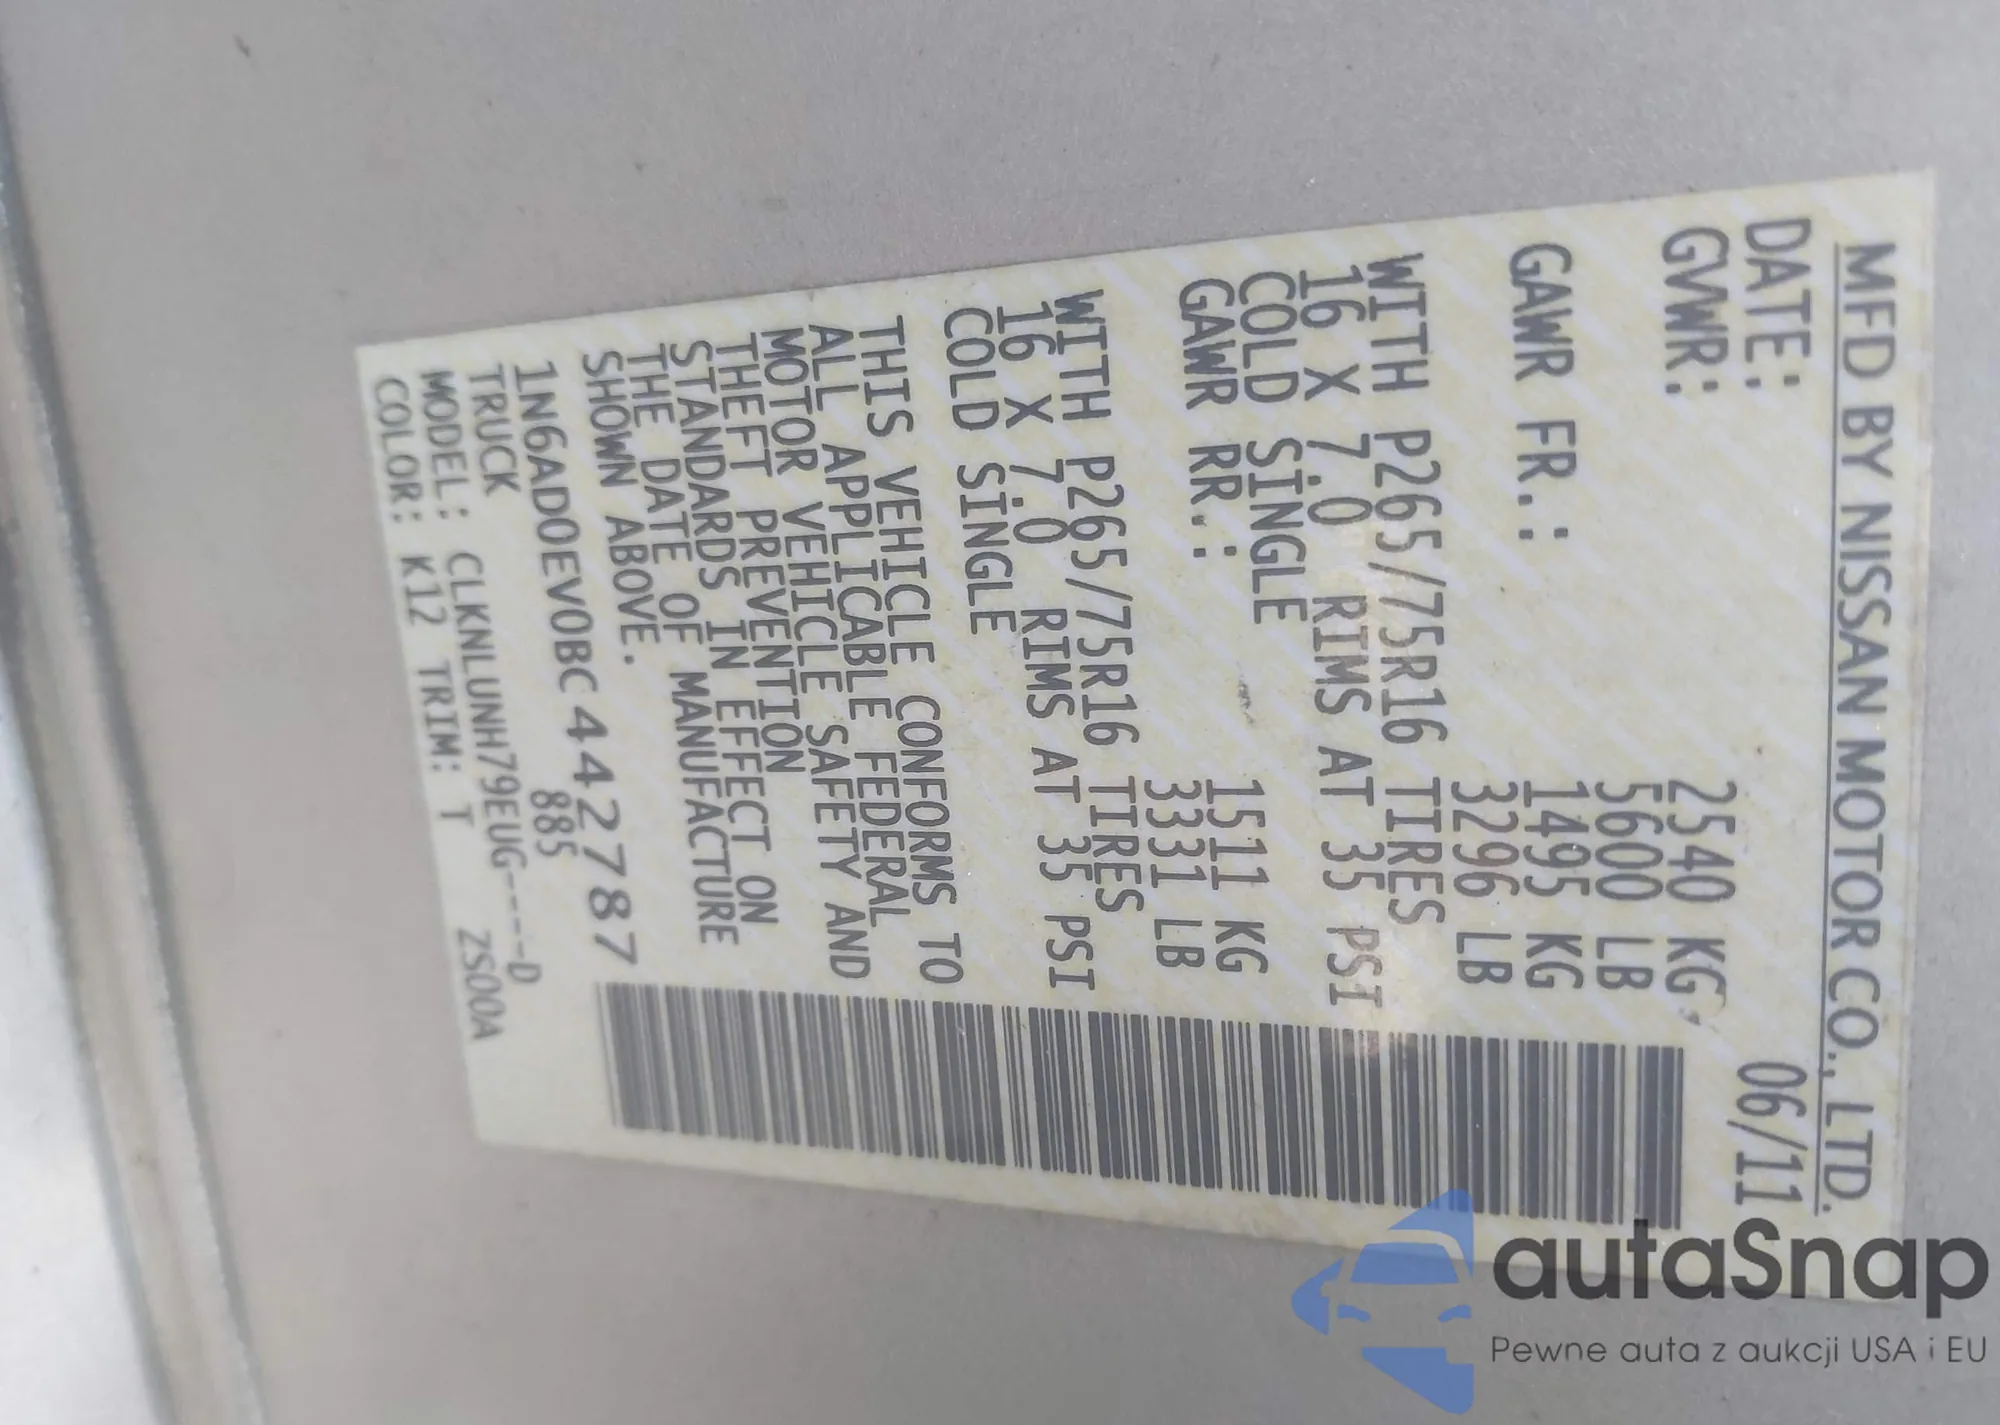 MFD BY NISSAN MOTOR CO., LTD.
DATE: 06/11
GVWR: 2540 KG
5600 LB
GAWR FR.: 1495 KG
3296 LB
WITH P265/75R16 TIRES
16 X 7.0 RIMS AT 35 PSI
COLD SINGLE
GAWR RR.: 1511 KG
3331 LB
WITH P265/75R16 TIRES
16 X 7.0 RIMS AT 35 PSI
COLD SINGLE
THIS VEHICLE CONFORMS TO
ALL APPLICABLE FEDERAL
MOTOR VEHICLE SAFETY AND
THEFT PREVENTION
STANDARDS IN EFFECT ON
THE DATE OF MANUFACTURE
SHOWN ABOVE.
1N6AD0EV0BC442787
TRUCK 885
MODEL: CLKNLUNH79EUG----D
COLOR: K12 TRIM: T 2S00A
autaSnap
Pewne auta z aukcji USA i EU